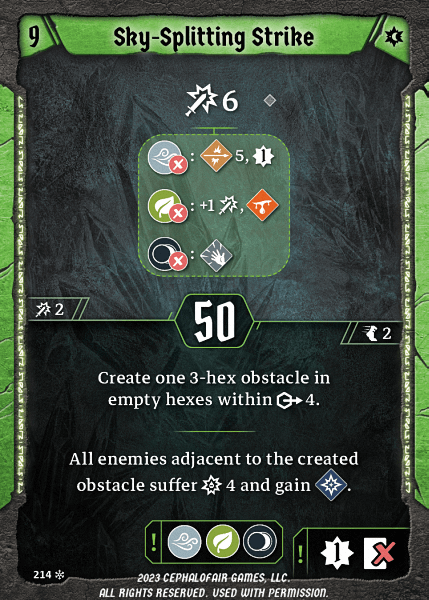 9 Sky-Splitting Strike
6
: 5, 1
: +1 ,
:
2
50
2
Create one 3-hex obstacle in
empty hexes within 4.
All enemies adjacent to the created
obstacle suffer 4 and gain .
! ! 1
214
2023 CEPHALOFAIR GAMES, LLC.
ALL RIGHTS RESERVED. USED WITH PERMISSION.